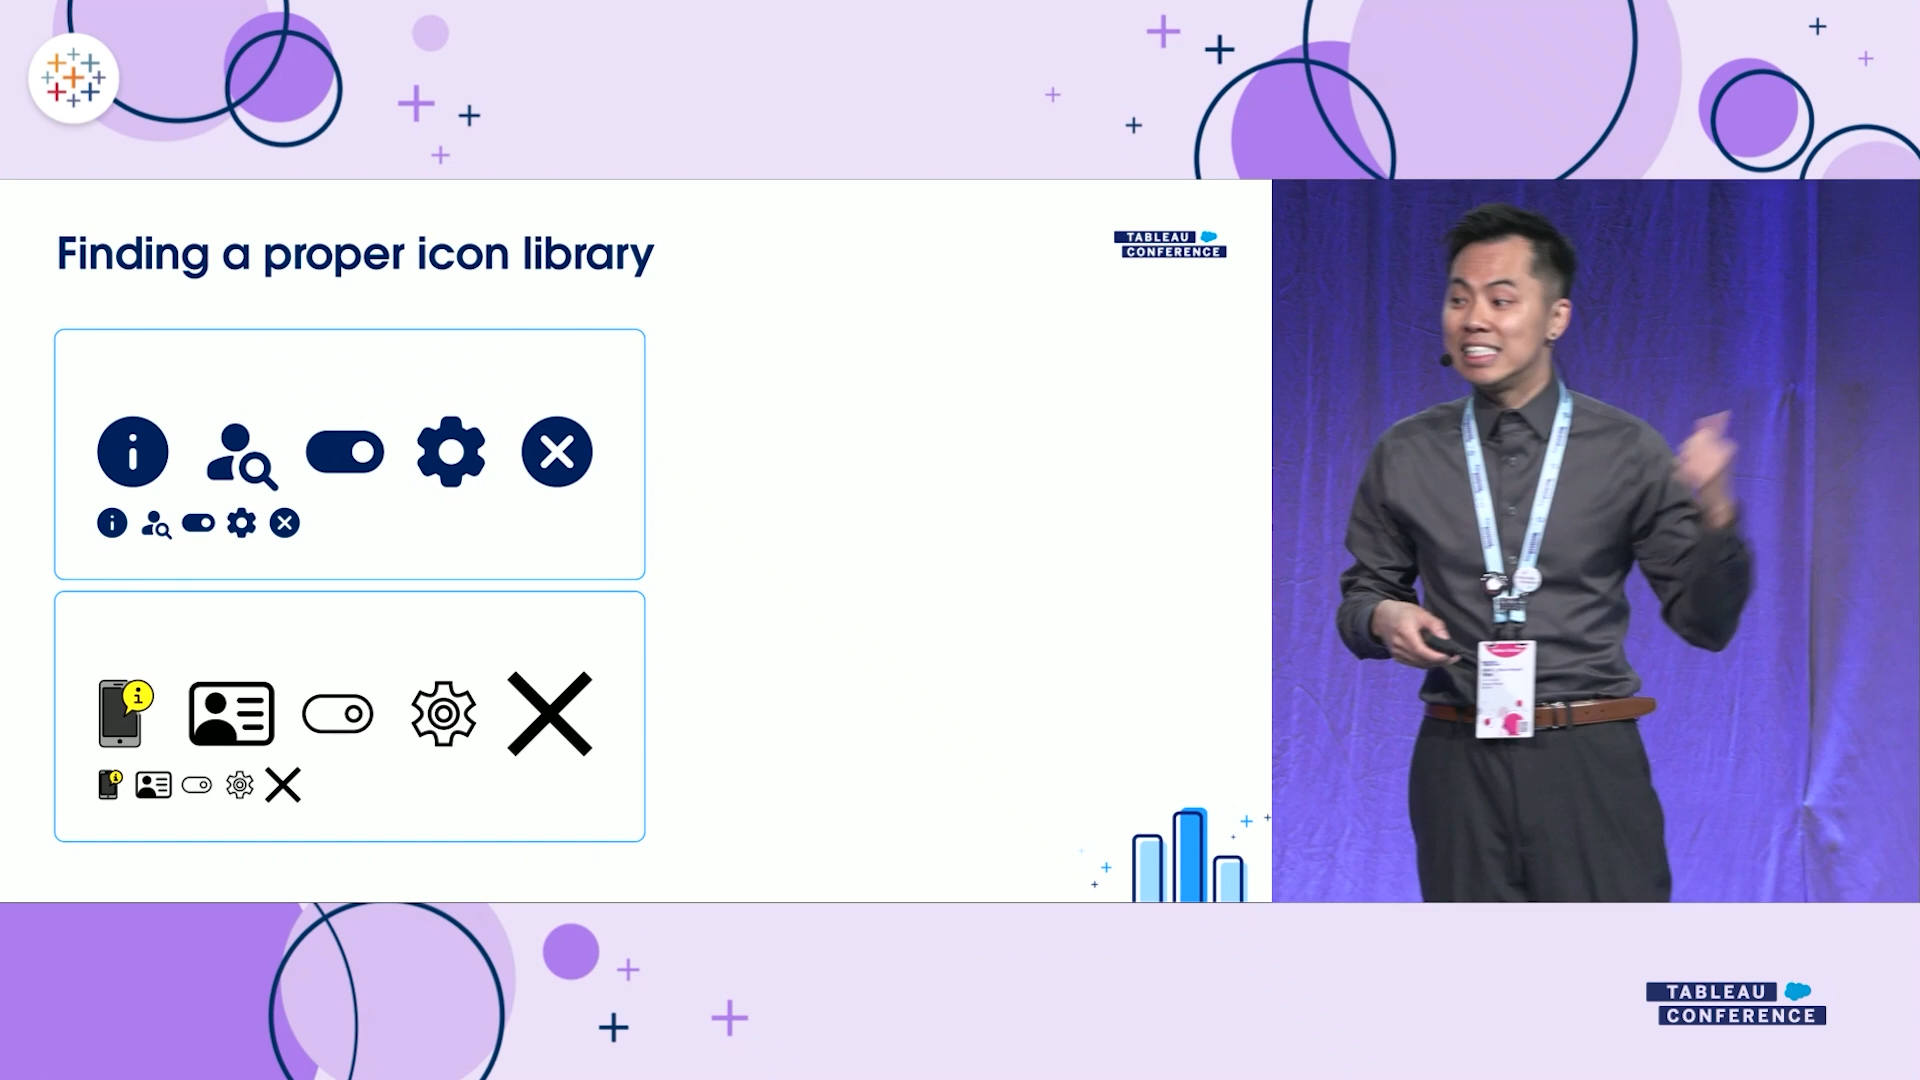 Finding a proper icon library
TABLEAU
CONFERENCE
TABLEAU
CONFERENCE